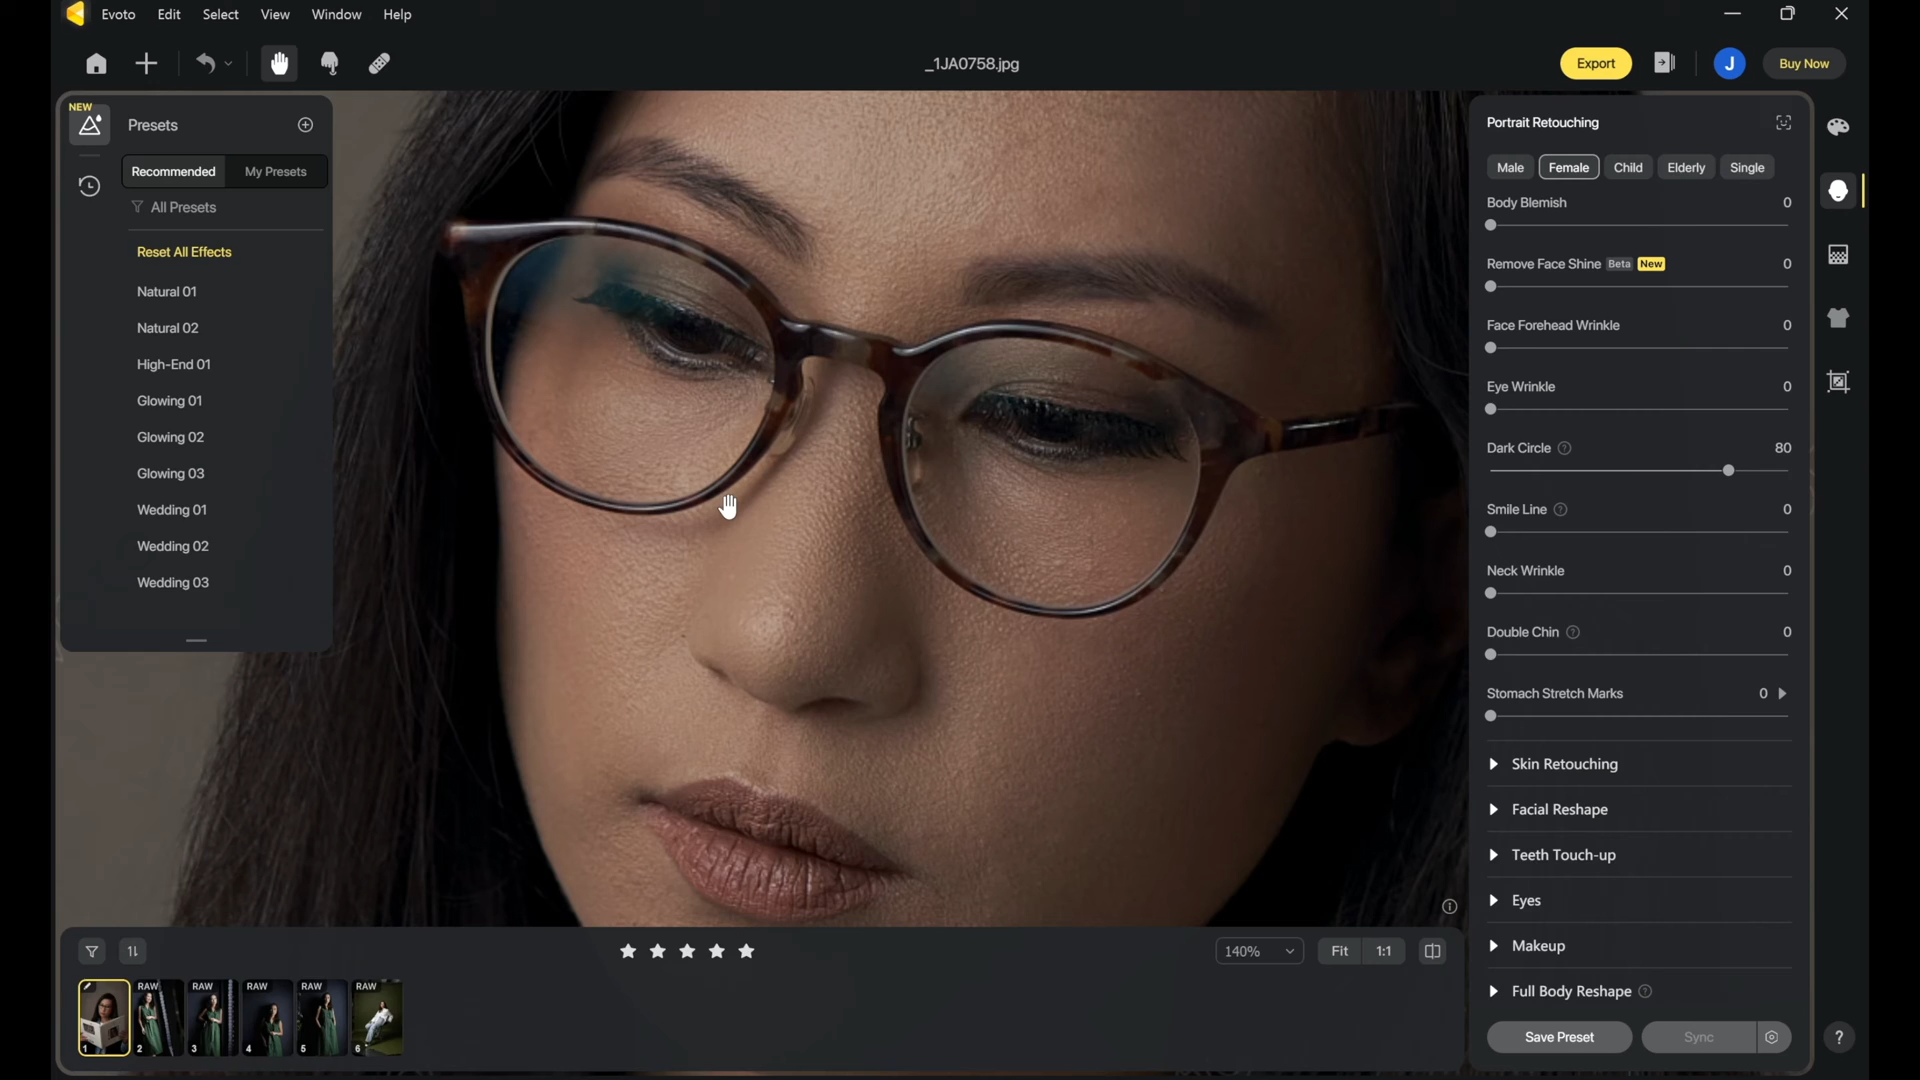 Evoto Edit Select View Window Help
_1JA0758.jpg
Export
J
Buy Now
NEW
Presets
Recommended My Presets
All Presets
Reset All Effects
Natural 01
Natural 02
High-End 01
Glowing 01
Glowing 02
Glowing 03
Wedding 01
Wedding 02
Wedding 03
Portrait Retouching
Male Female Child Elderly Single
Body Blemish 0
Remove Face Shine Beta New 0
Face Forehead Wrinkle 0
Eye Wrinkle 0
Dark Circle ? 80
Smile Line ? 0
Neck Wrinkle 0
Double Chin ? 0
Stomach Stretch Marks 0
Skin Retouching
Facial Reshape
Teeth Touch-up
Eyes
Makeup
Full Body Reshape ?
Save Preset Sync
?
140% Fit 1:1
RAW RAW RAW RAW RAW
1 2 3 4 5 6